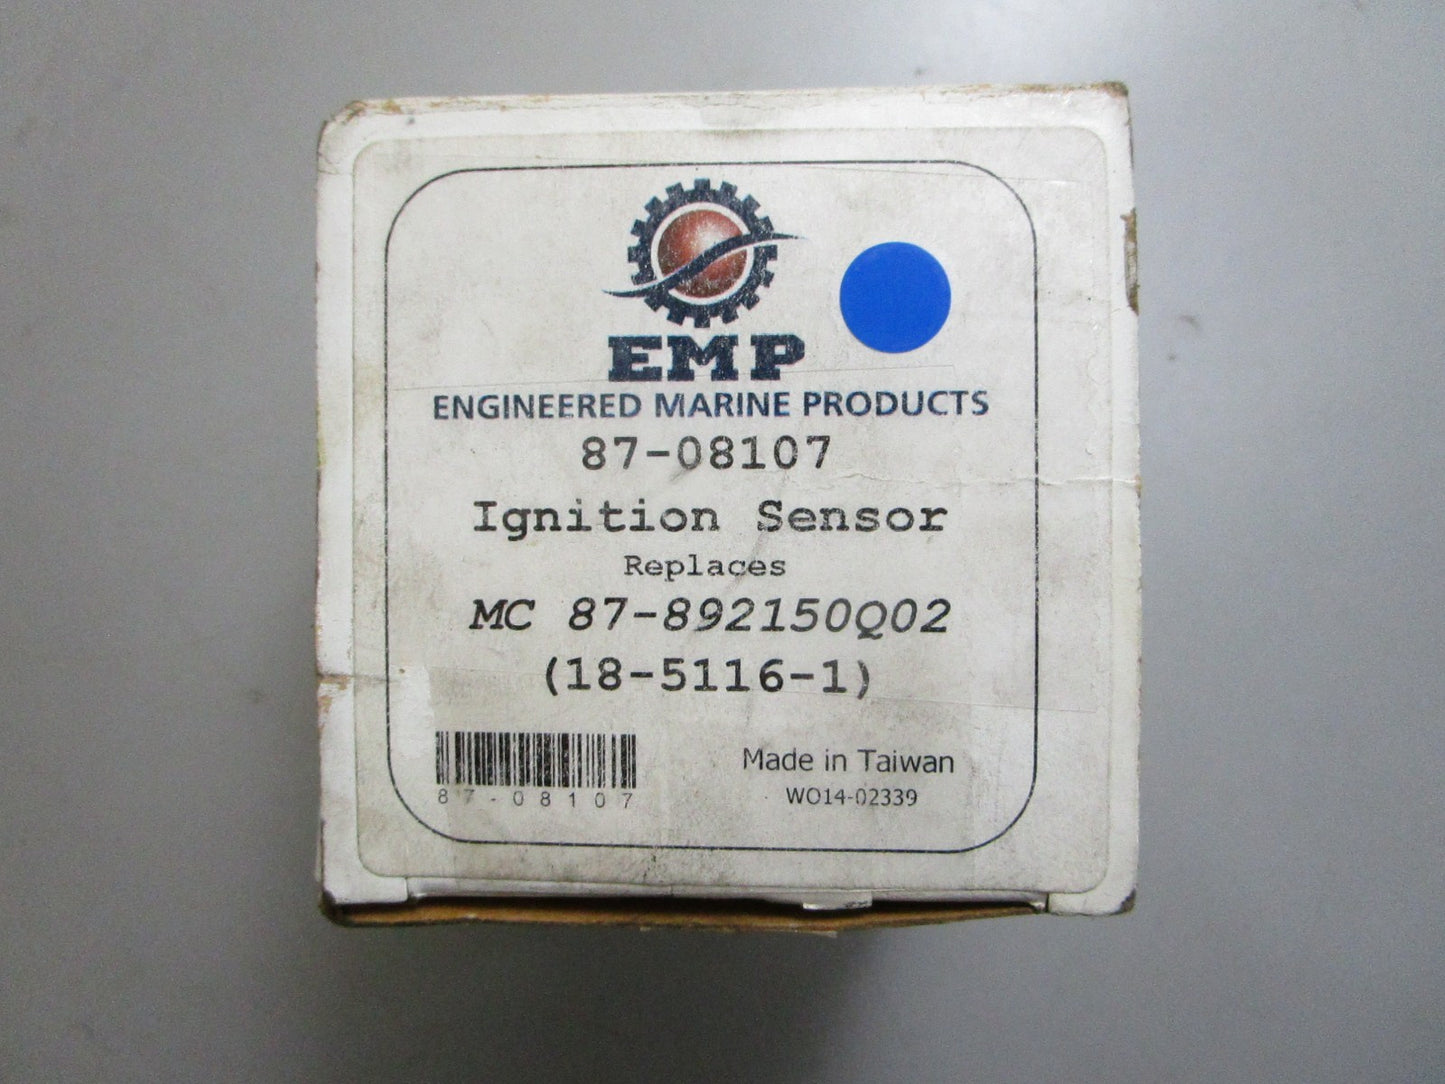 EMP
ENGINEERED MARINE PRODUCTS
87-08107
Ignition Sensor
Replaces
MC 87-892150Q02
(18-5116-1)
87-08107
Made in Taiwan
WO14-02339